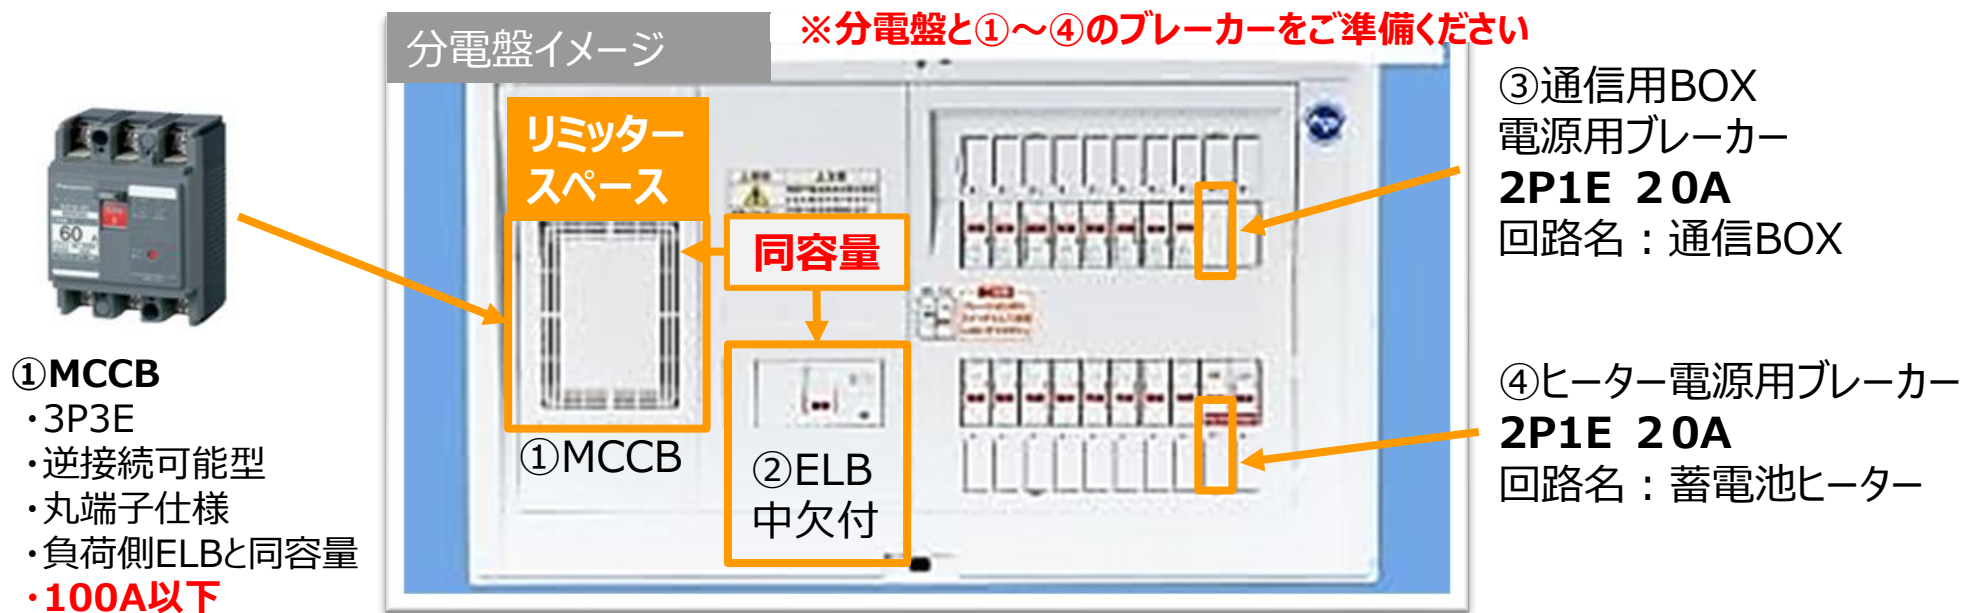 分電盤イメージ
※分電盤と①～④のブレーカーをご準備ください
リミッター
スペース
同容量
①MCCB
②ELB
中欠付
60 A
①MCCB
・3P3E
・逆接続可能型
・丸端子仕様
・負荷側ELBと同容量
・100A以下
③通信用BOX
電源用ブレーカー
2P1E ２0A
回路名：通信BOX
④ヒーター電源用ブレーカー
2P1E ２0A
回路名：蓄電池ヒーター